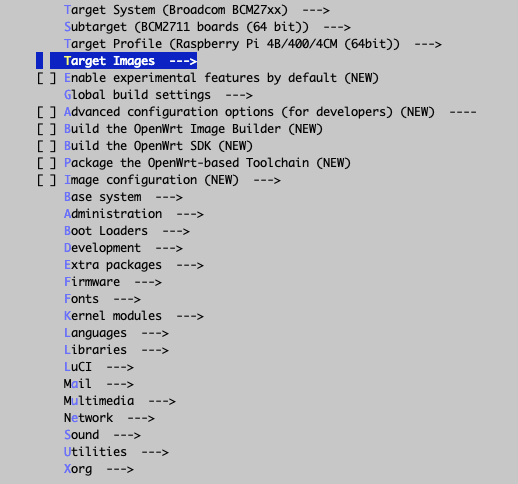 Target System (Broadcom BCM27xx)  --->
Subtarget (BCM2711 boards (64 bit))  --->
Target Profile (Raspberry Pi 4B/400/4CM (64bit))  --->
Target Images  --->
[ ] Enable experimental features by default (NEW)
Global build settings  --->
[ ] Advanced configuration options (for developers) (NEW)  ----
[ ] Build the OpenWrt Image Builder (NEW)
[ ] Build the OpenWrt SDK (NEW)
[ ] Package the OpenWrt-based Toolchain (NEW)
[ ] Image configuration (NEW)  --->
Base system  --->
Administration  --->
Boot Loaders  --->
Development  --->
Extra packages  --->
Firmware  --->
Fonts  --->
Kernel modules  --->
Languages  --->
Libraries  --->
LuCI  --->
Mail  --->
Multimedia  --->
Network  --->
Sound  --->
Utilities  --->
Xorg  --->